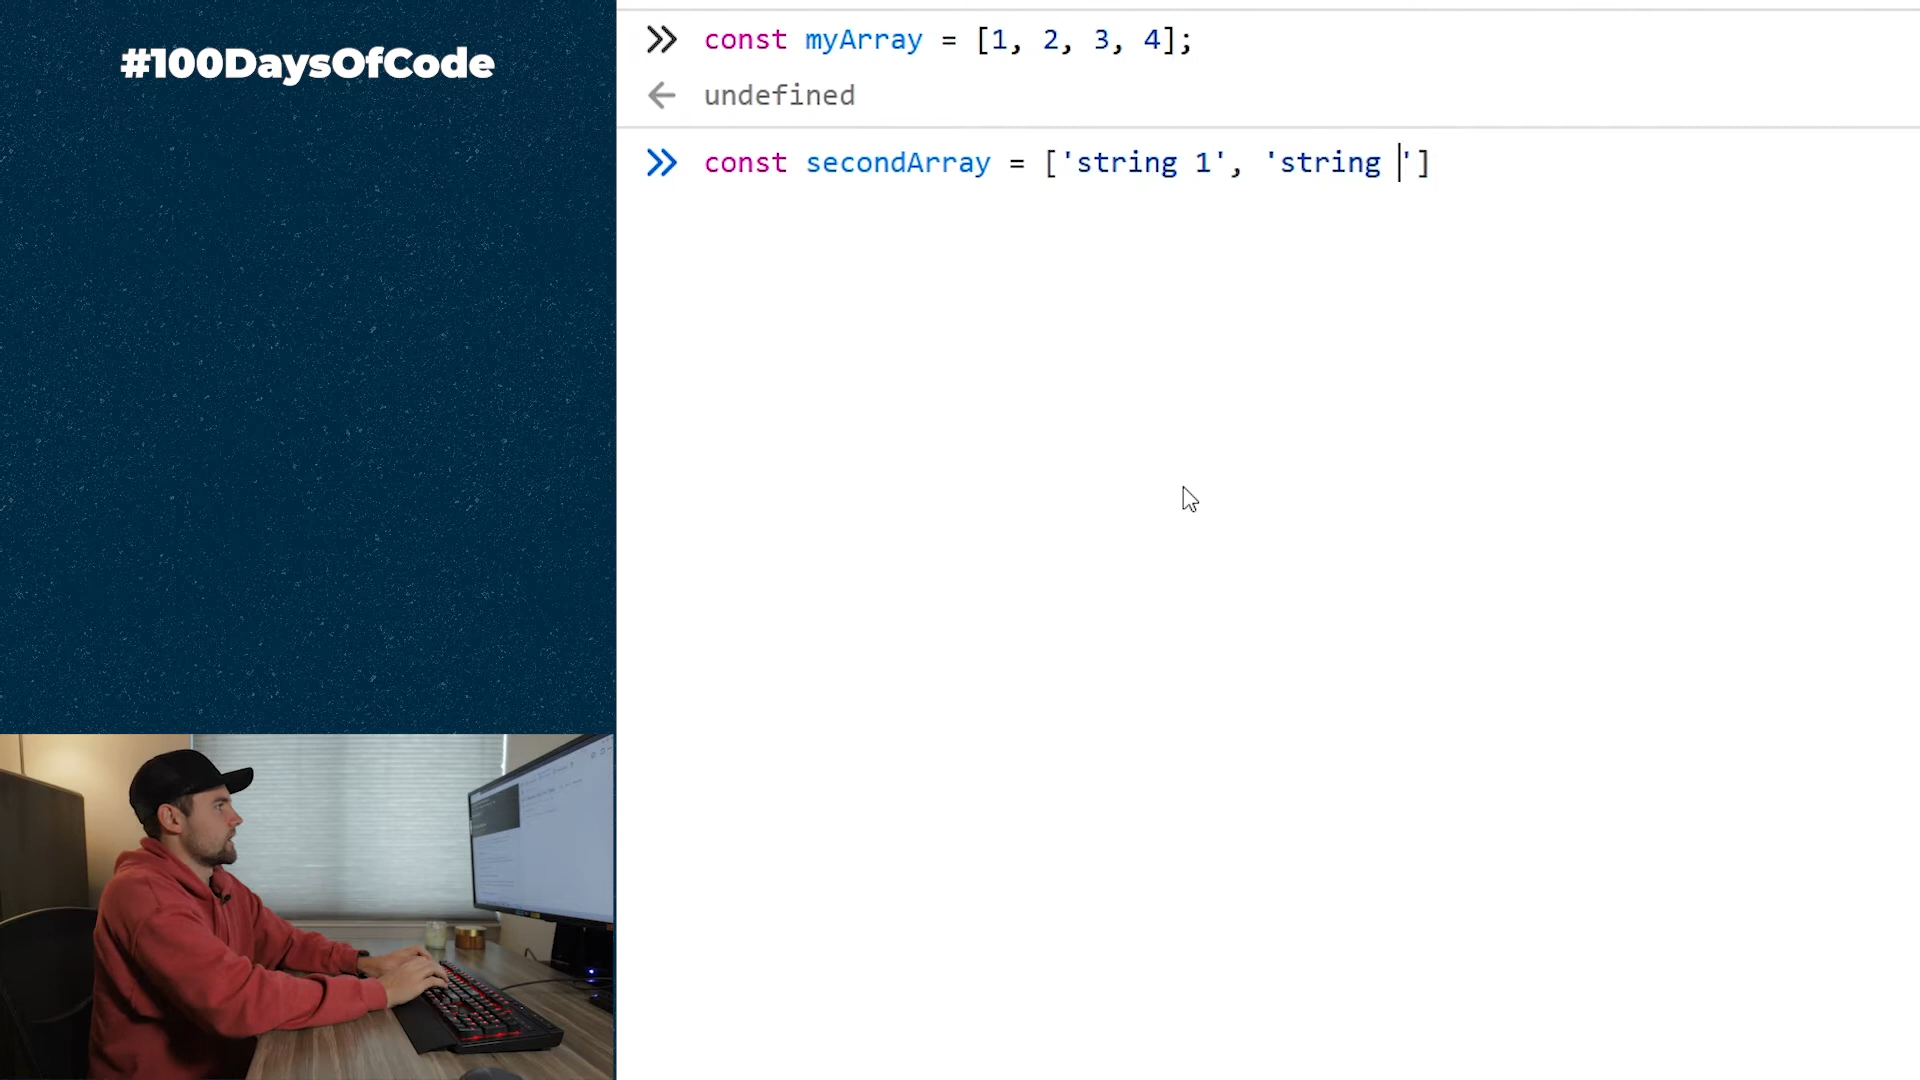 #100DaysOfCode
const myArray = [1, 2, 3, 4];
undefined
const secondArray = ['string 1', 'string ']